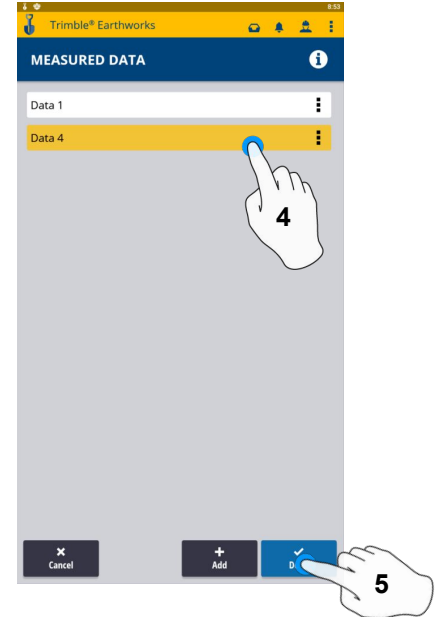 8:53
Trimble® Earthworks
MEASURED DATA
Data 1
Data 4
4
Cancel
Add
5